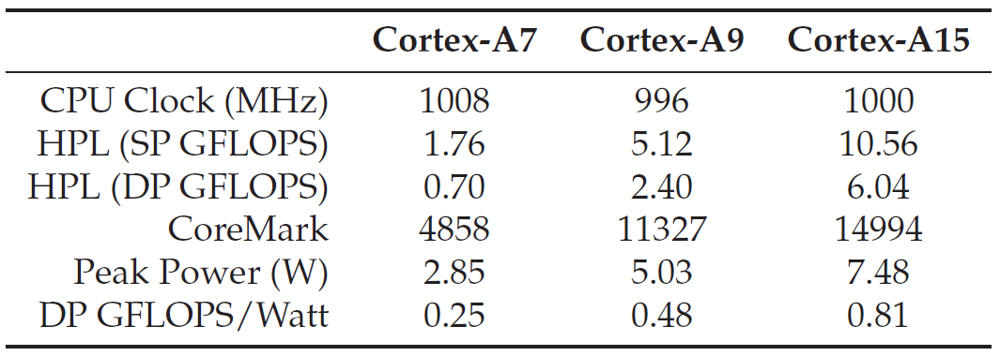 Cortex-A7 Cortex-A9 Cortex-A15
CPU Clock (MHz) 1008 996 1000
HPL (SP GFLOPS) 1.76 5.12 10.56
HPL (DP GFLOPS) 0.70 2.40 6.04
CoreMark 4858 11327 14994
Peak Power (W) 2.85 5.03 7.48
DP GFLOPS/Watt 0.25 0.48 0.81